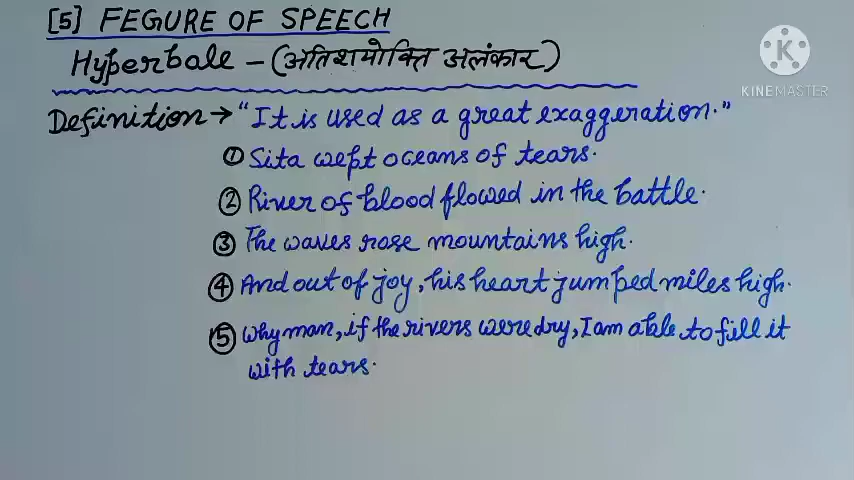 [5] FEGURE OF SPEECH
Hyperbale - (अतिशयोक्ति अलंकार)
K
KINEMASTER
Definition → "It is used as a great exaggeration."
① Sita wept oceans of tears.
② River of blood flowed in the battle.
③ The waves rose mountains high.
④ And out of joy, his heart jumped miles high.
⑤ Why man, if the rivers were dry, I am able to fill it
with tears.